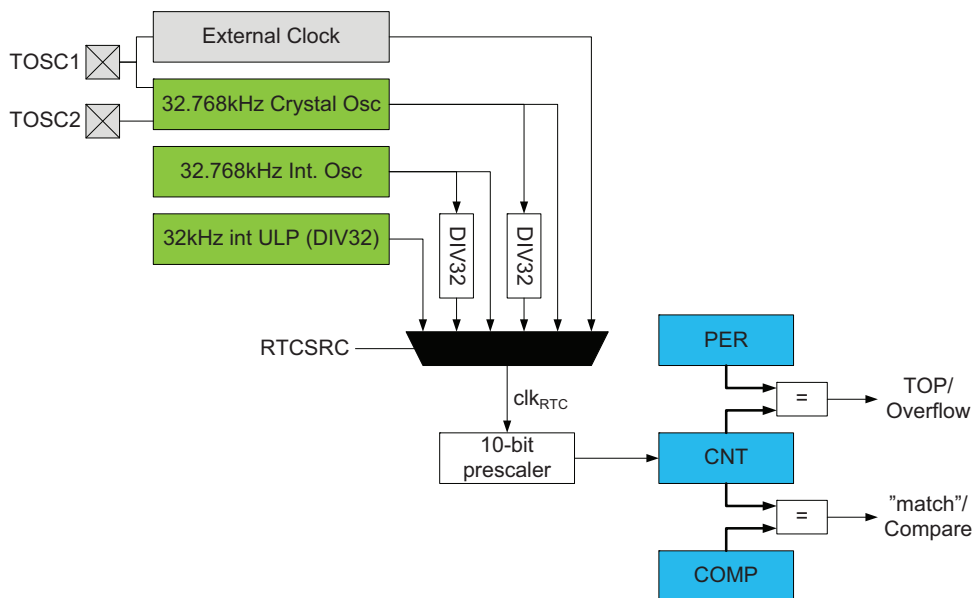 External Clock
TOSC1
32.768kHz Crystal Osc
TOSC2
32.768kHz Int. Osc
32kHz int ULP (DIV32)
DIV32
DIV32
RTCSRC
clkRTC
10-bit
prescaler
PER
=
TOP/
Overflow
CNT
=
”match”/
Compare
COMP